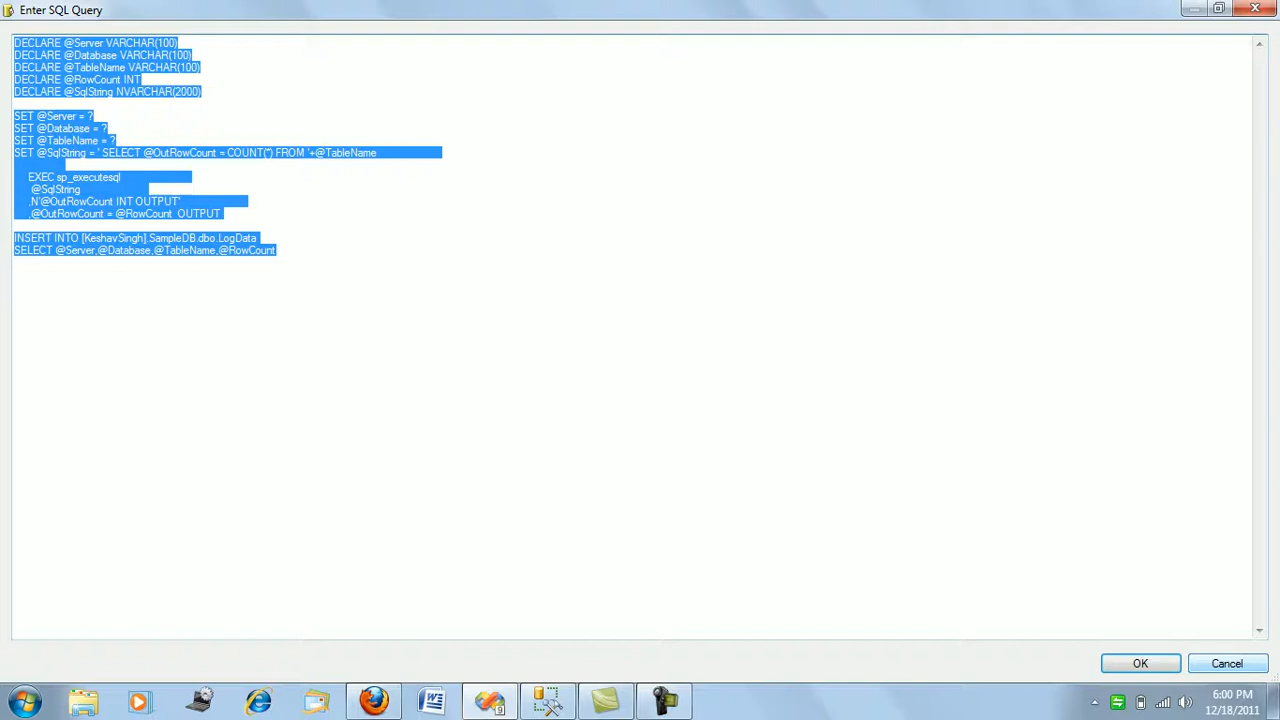 Enter SQL Query
DECLARE @Server VARCHAR(100)
DECLARE @Database VARCHAR(100)
DECLARE @TableName VARCHAR(100)
DECLARE @RowCount INT
DECLARE @SqlString NVARCHAR(2000)
SET @Server = ?
SET @Database = ?
SET @TableName = ?
SET @SqlString = ' SELECT @OutRowCount = COUNT(*) FROM '+@TableName
EXEC sp_executesql
@SqlString
,N'@OutRowCount INT OUTPUT'
,@OutRowCount = @RowCount OUTPUT
INSERT INTO [KeshavSingh].SampleDB.dbo.LogData
SELECT @Server,@Database,@TableName,@RowCount
OK
Cancel
6:00 PM
12/18/2011